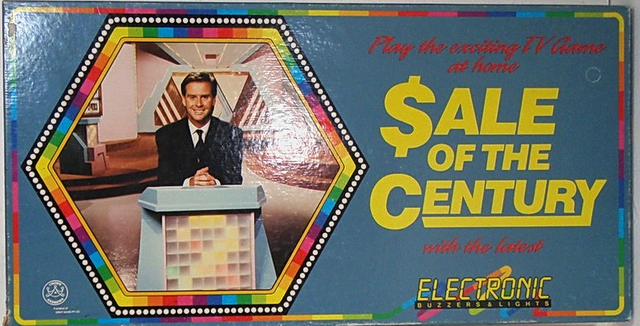 Play the exciting TV Game
at home
$ALE
OF THE
CENTURY
with the latest
ELECTRONIC
BUZZERS & LIGHTS